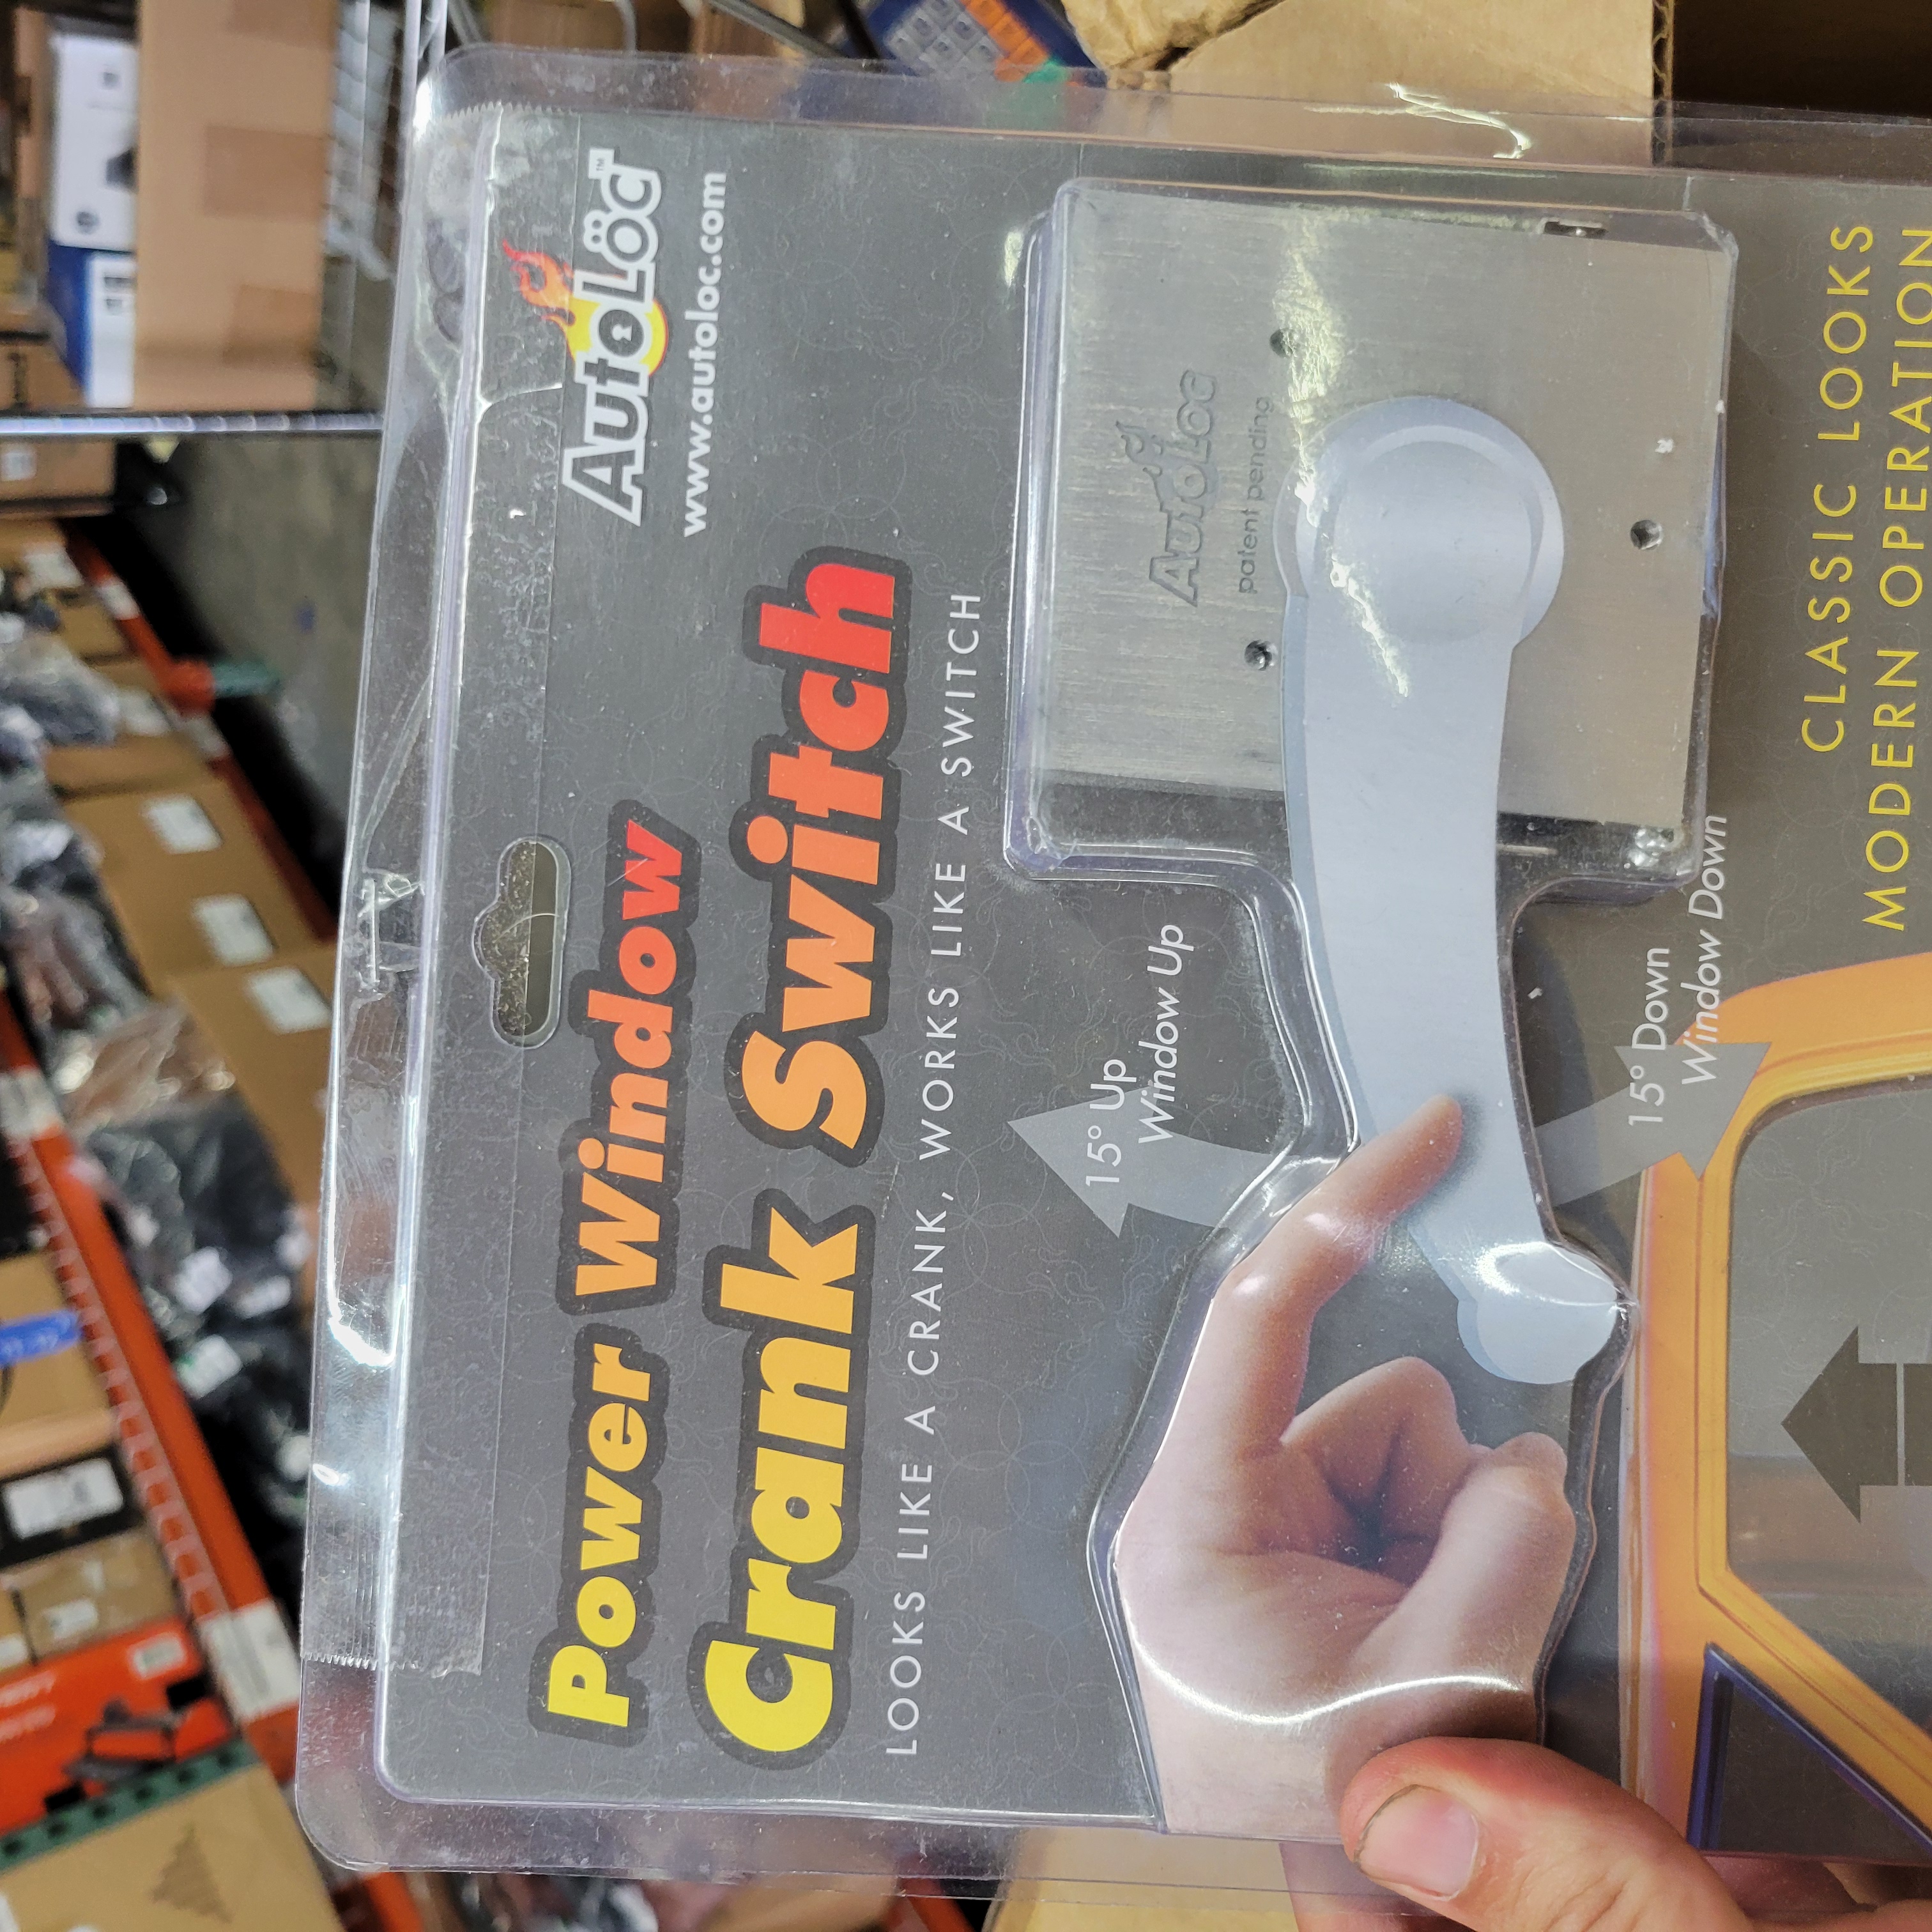 AutoLoc™
www.autoloc.com
Power Window
Crank Switch
LOOKS LIKE A CRANK, WORKS LIKE A SWITCH
AutoLoc
patent pending
15° Up
Window Up
15° Down
Window Down
CLASSIC LOOKS
MODERN OPERATION